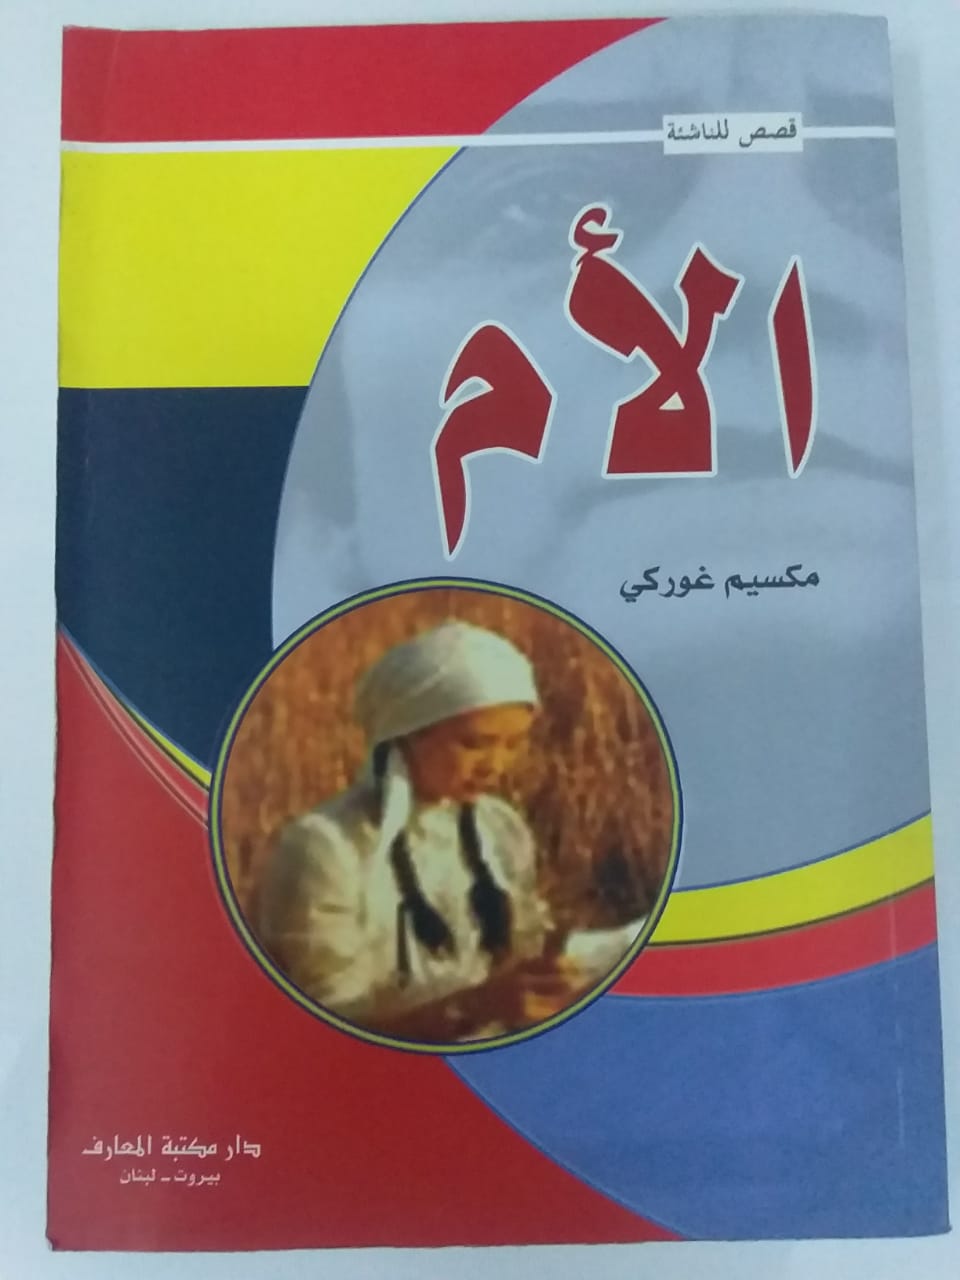 قصص للناشئة
الأم
مكسيم غوركي
دار مكتبة المعارف
بيروت - لبنان